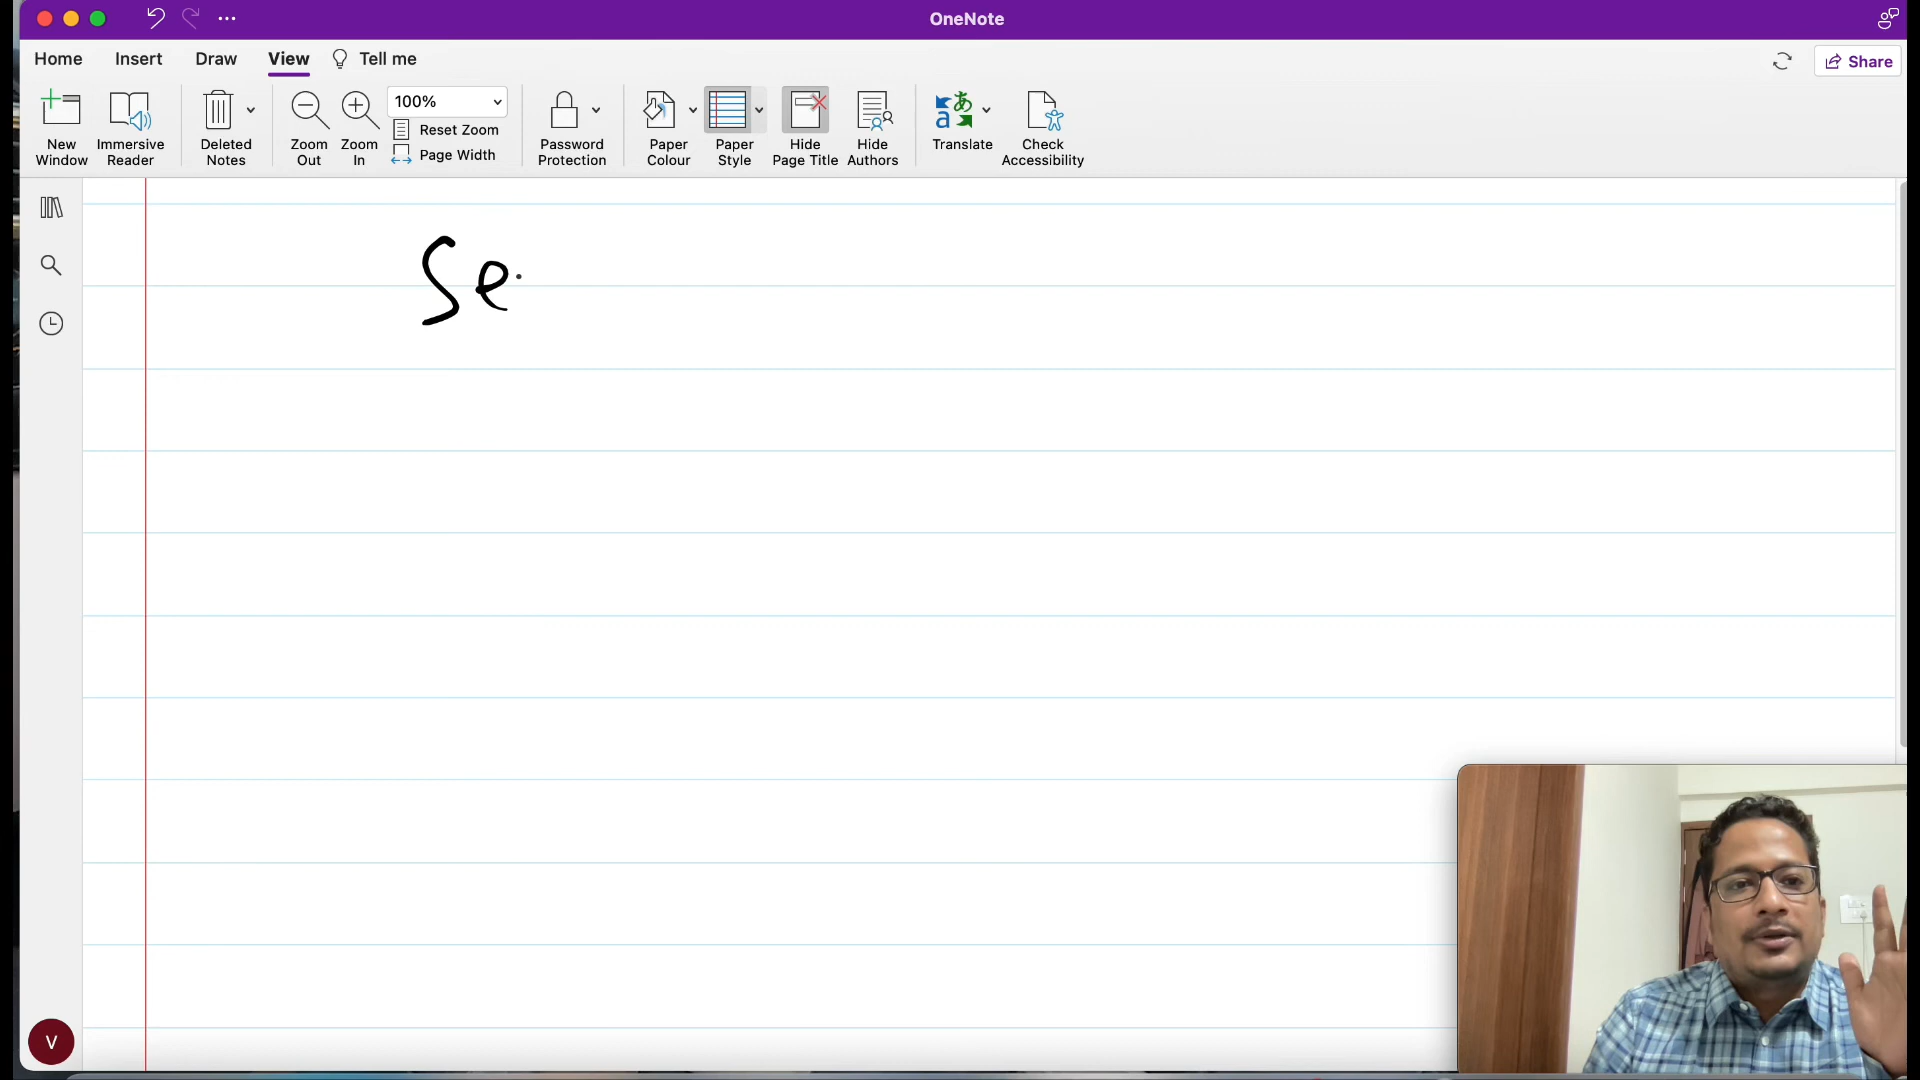 OneNote
Home Insert Draw View Tell me
Share
New Window
Immersive Reader
Deleted Notes
Zoom Out
Zoom In
100%
Reset Zoom
Page Width
Password Protection
Paper Colour
Paper Style
Hide Page Title
Hide Authors
Translate
Check Accessibility
Se
V